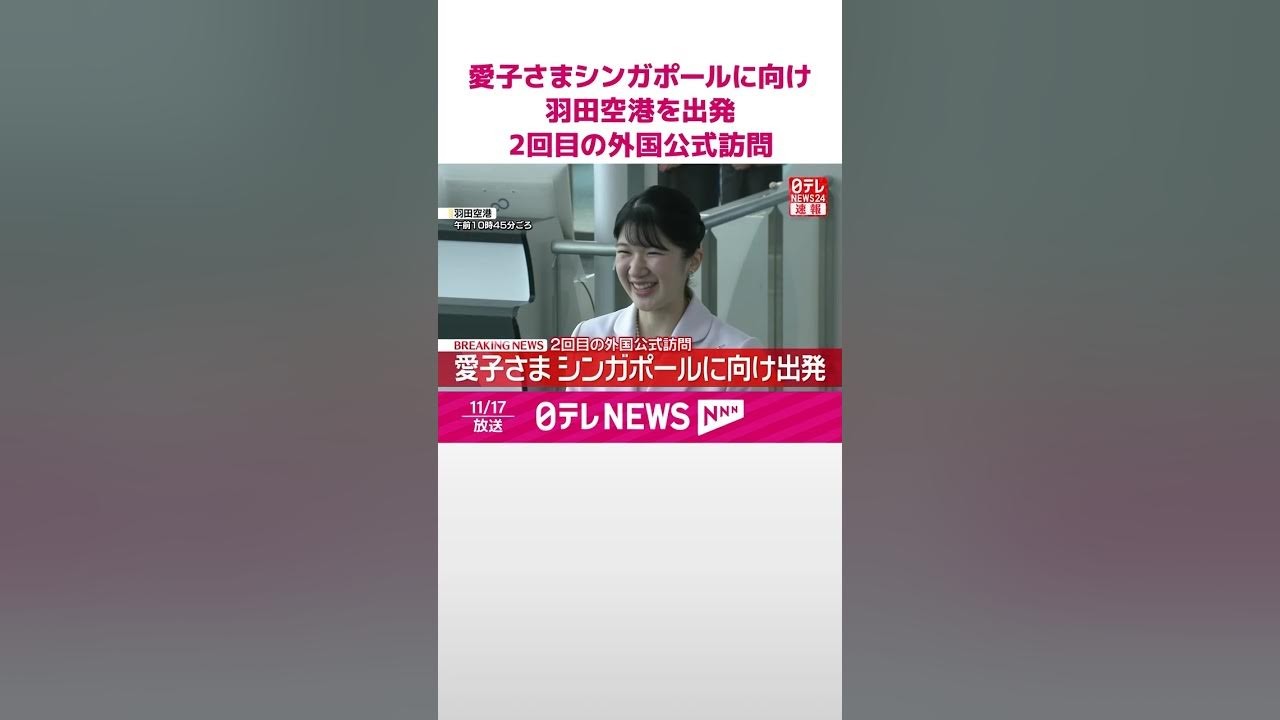 愛子さまシンガポールに向け
羽田空港を出発
2回目の外国公式訪問
日テレ
NEWS24
速報
羽田空港
午前10時45分ごろ
BREAKING NEWS 2回目の外国公式訪問
愛子さま シンガポールに向け出発
11/17
放送
日テレNEWS NNN